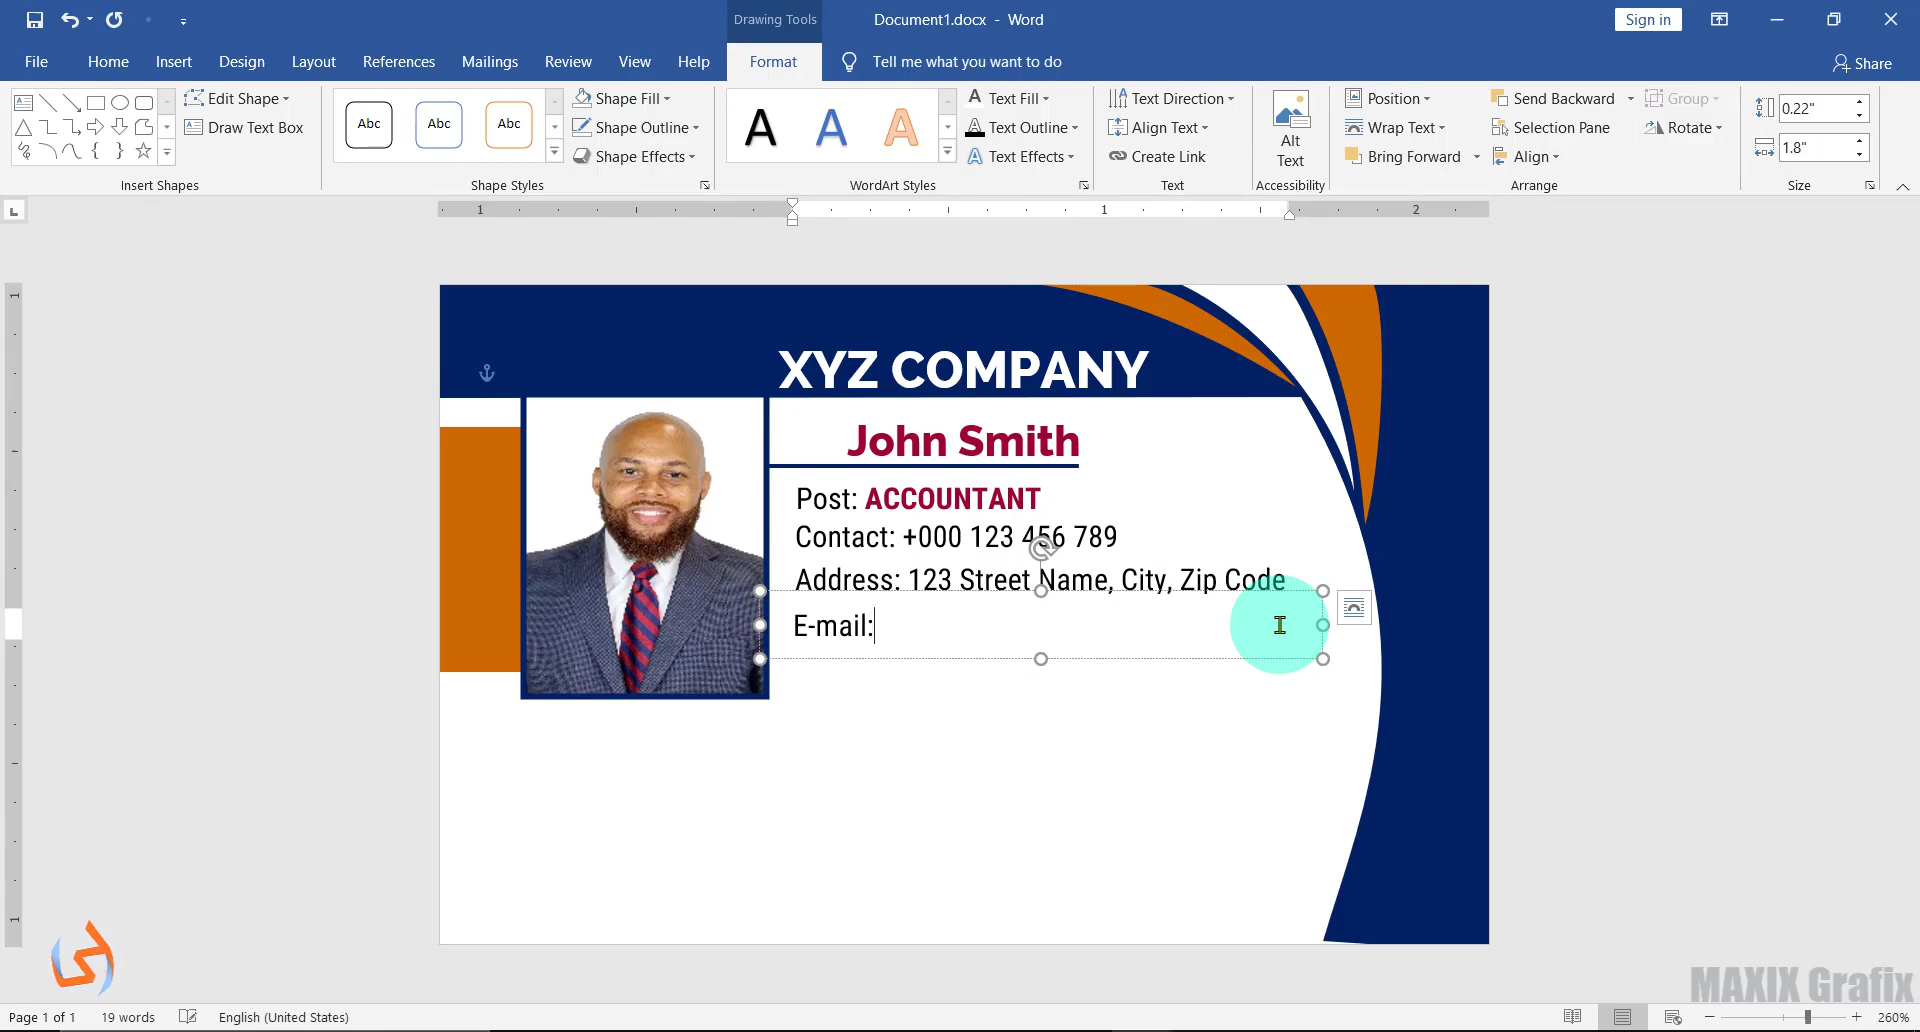 Drawing Tools
Document1.docx - Word
Sign in
File
Home
Insert
Design
Layout
References
Mailings
Review
View
Help
Format
Tell me what you want to do
Share
Edit Shape
Draw Text Box
Insert Shapes
Abc
Abc
Abc
Shape Fill
Shape Outline
Shape Effects
Shape Styles
A
A
A
Text Fill
Text Outline
Text Effects
WordArt Styles
Text Direction
Align Text
Create Link
Text
Alt
Text
Accessibility
Position
Wrap Text
Bring Forward
Send Backward
Selection Pane
Align
Group
Rotate
Arrange
0.22"
1.8"
Size
1
1
2
1
1
XYZ COMPANY
John Smith
Post: ACCOUNTANT
Contact: +000 123 456 789
Address: 123 Street Name, City, Zip Code
E-mail:
MAXIX Grafix
Page 1 of 1
19 words
English (United States)
260%